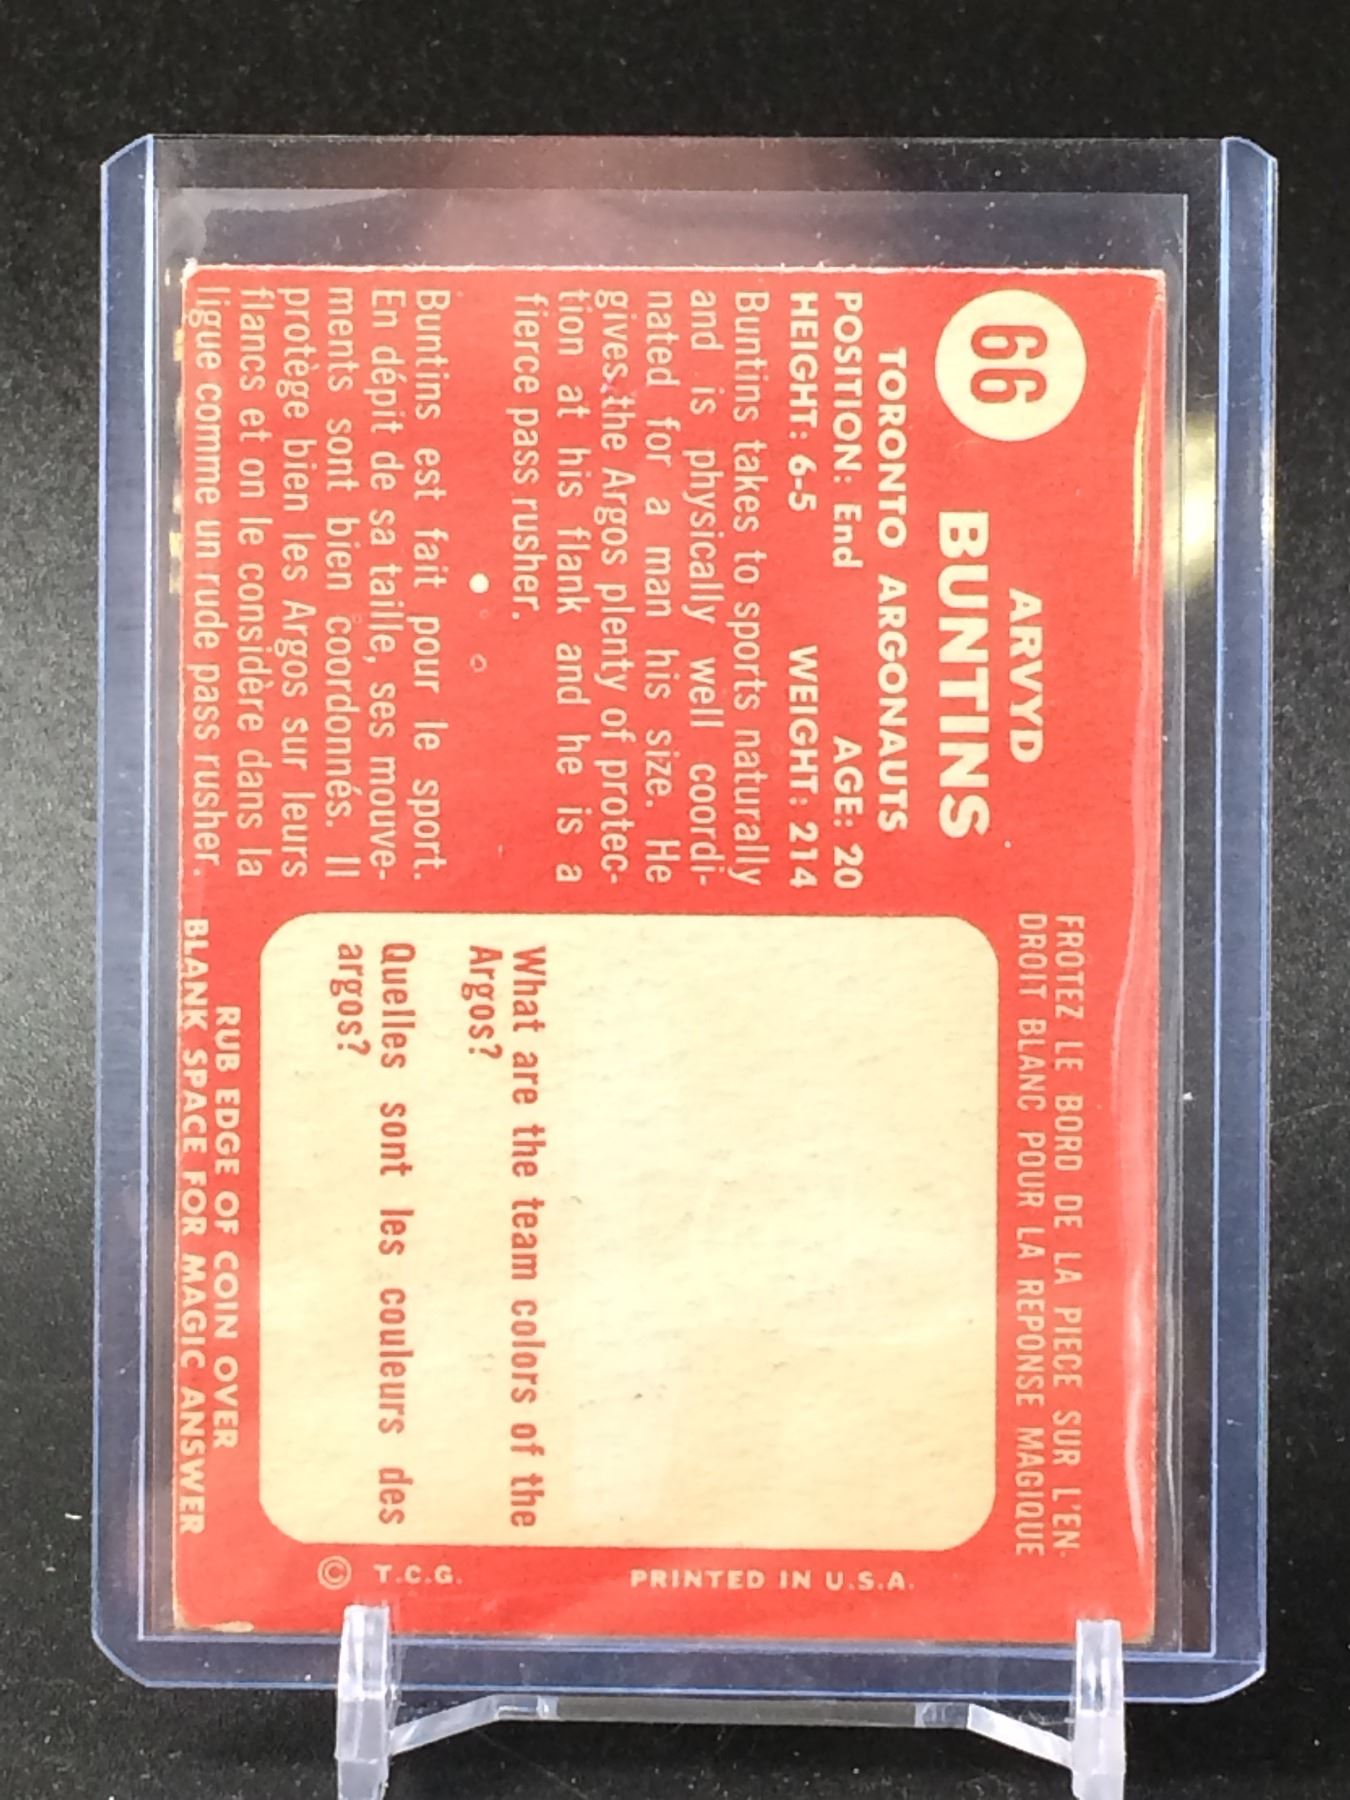 66
ARVYD
BUNTINS
TORONTO ARGONAUTS
POSITION: End AGE: 20
HEIGHT: 6-5 WEIGHT: 214
Buntins takes to sports naturally
and is physically well coordi-
nated for a man his size. He
gives the Argos plenty of protec-
tion at his flank and he is a
fierce pass rusher.
Buntins est fait pour le sport.
En dépit de sa taille, ses mouve-
ments sont bien coordonnés. Il
protège bien les Argos sur leurs
flancs et on le considère dans la
ligue comme un rude pass rusher.
FROTEZ LE BORD DE LA PIECE SUR L'EN-
DROIT BLANC POUR LA REPONSE MAGIQUE
What are the team colors of the
Argos?
Quelles sont les couleurs des
argos?
RUB EDGE OF COIN OVER
BLANK SPACE FOR MAGIC ANSWER
PRINTED IN U.S.A.
© T.C.G.